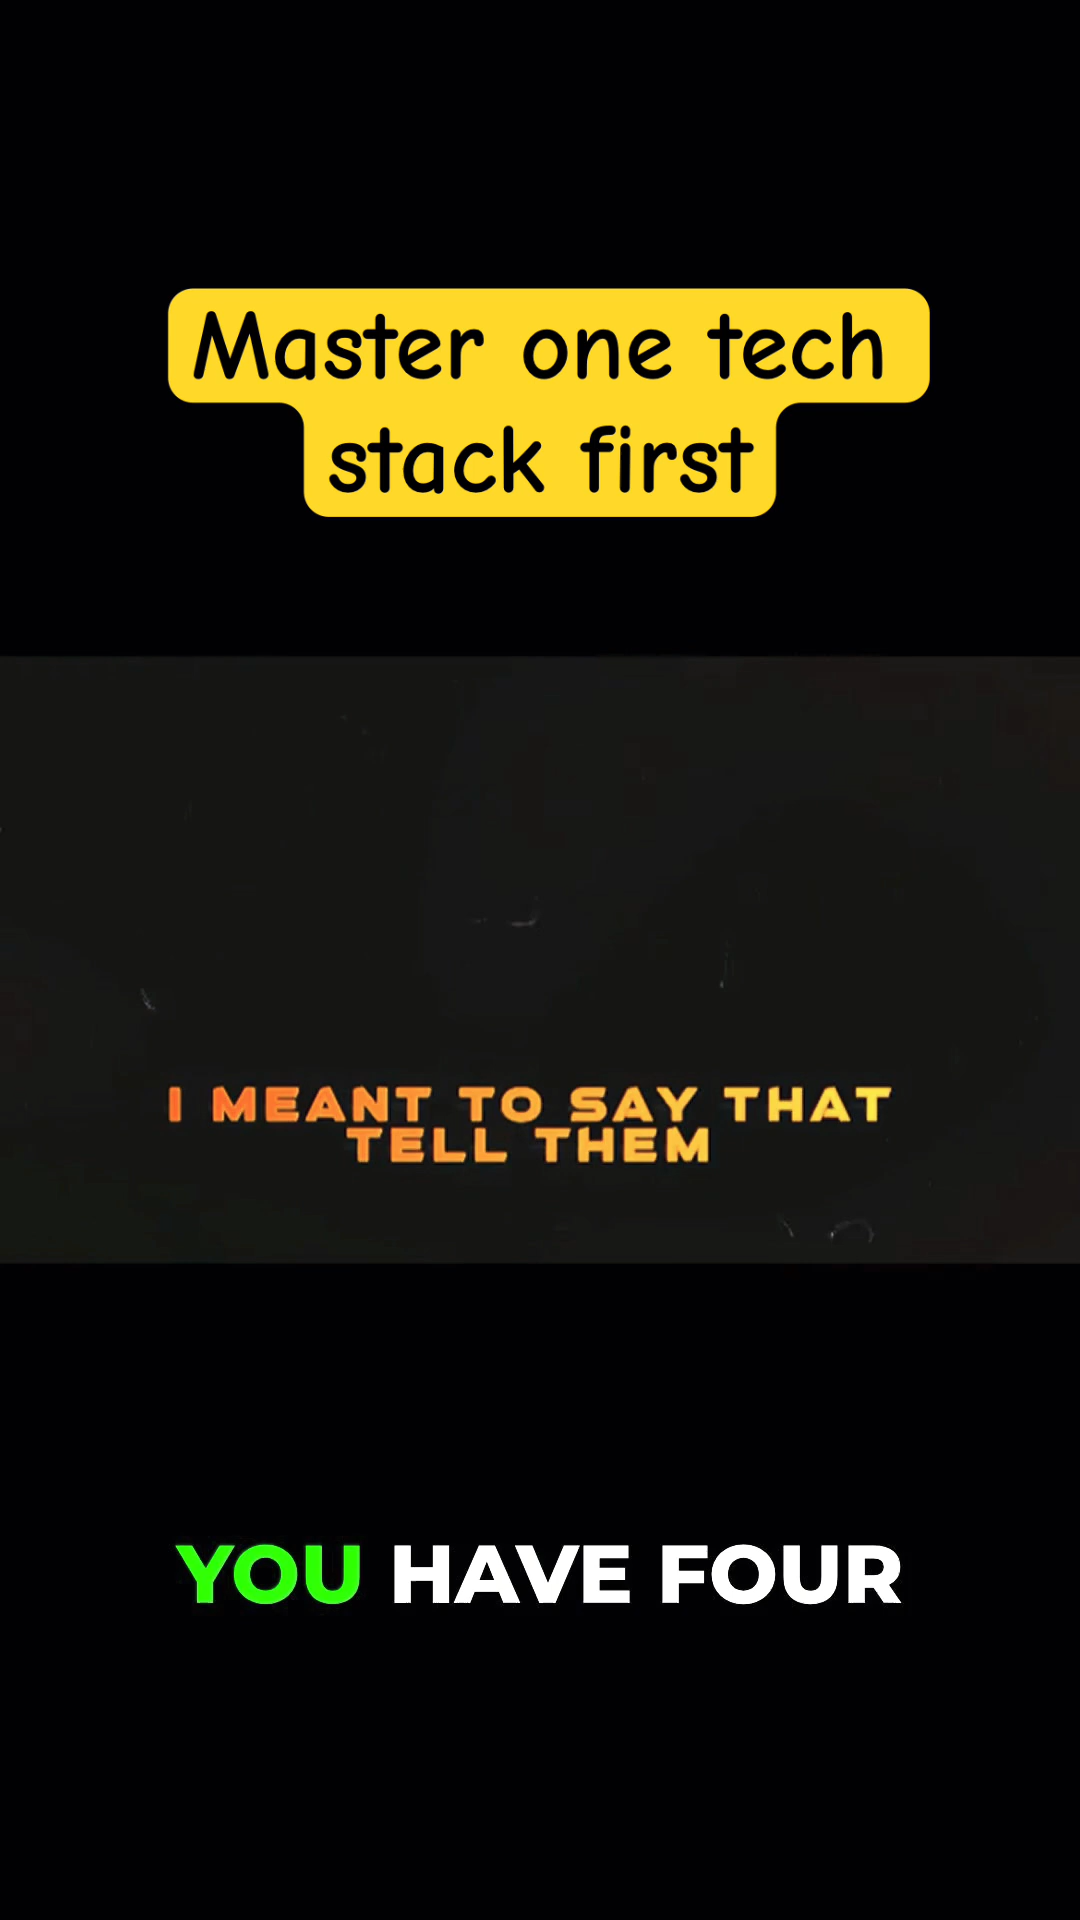 Master one tech
stack first
I MEANT TO SAY THAT
TELL THEM
YOU HAVE FOUR